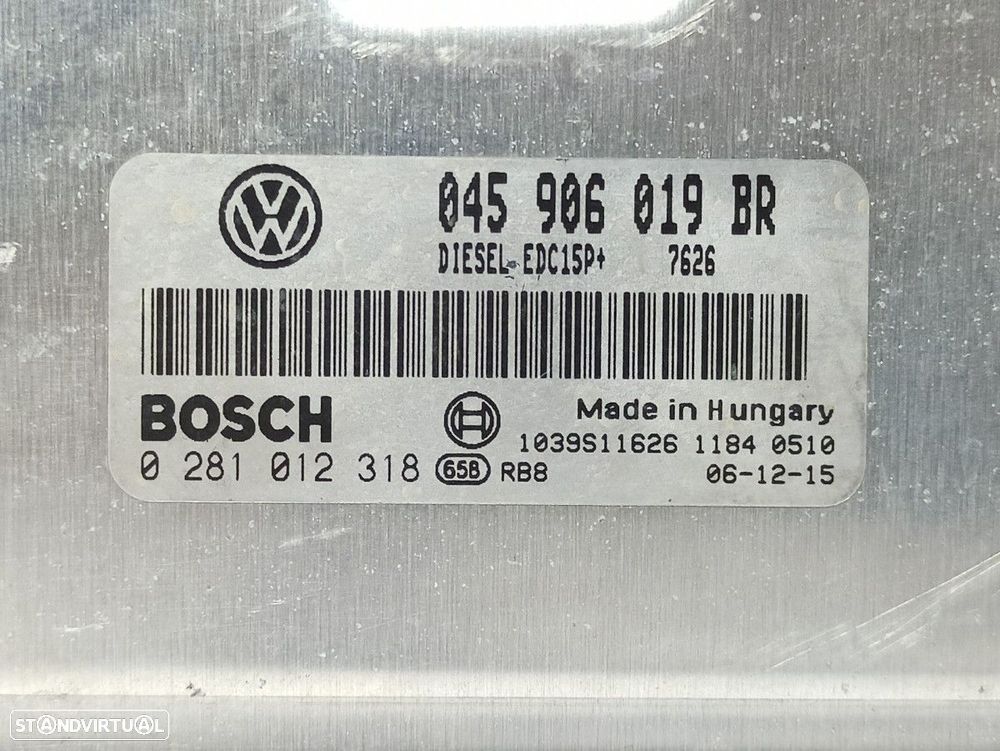 045 906 019 BR
DIESEL EDC15P+ 7626
BOSCH
Made in Hungary
1039S11626 1184 0510
0 281 012 318 65B RB8 06-12-15
STANDVIRTUAL